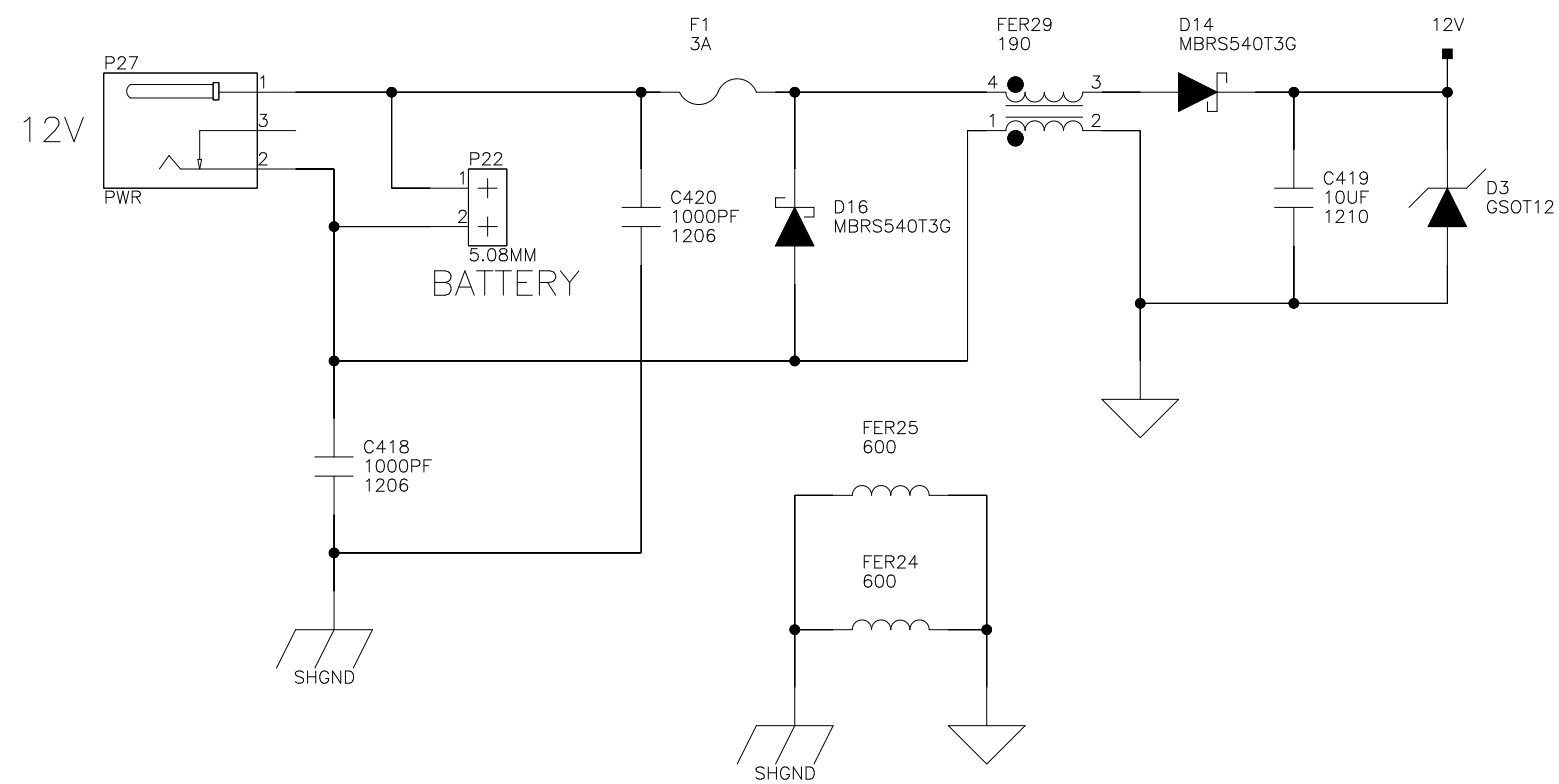 F1
3A
FER29
190
D14
MBRS540T3G
12V
P27
1
3
2
12V
PWR
P22
1
2
5.08MM
BATTERY
C420
1000PF
1206
D16
MBRS540T3G
4
3
1
2
C419
10UF
1210
D3
GSOT12
C418
1000PF
1206
FER25
600
FER24
600
SHGND
SHGND